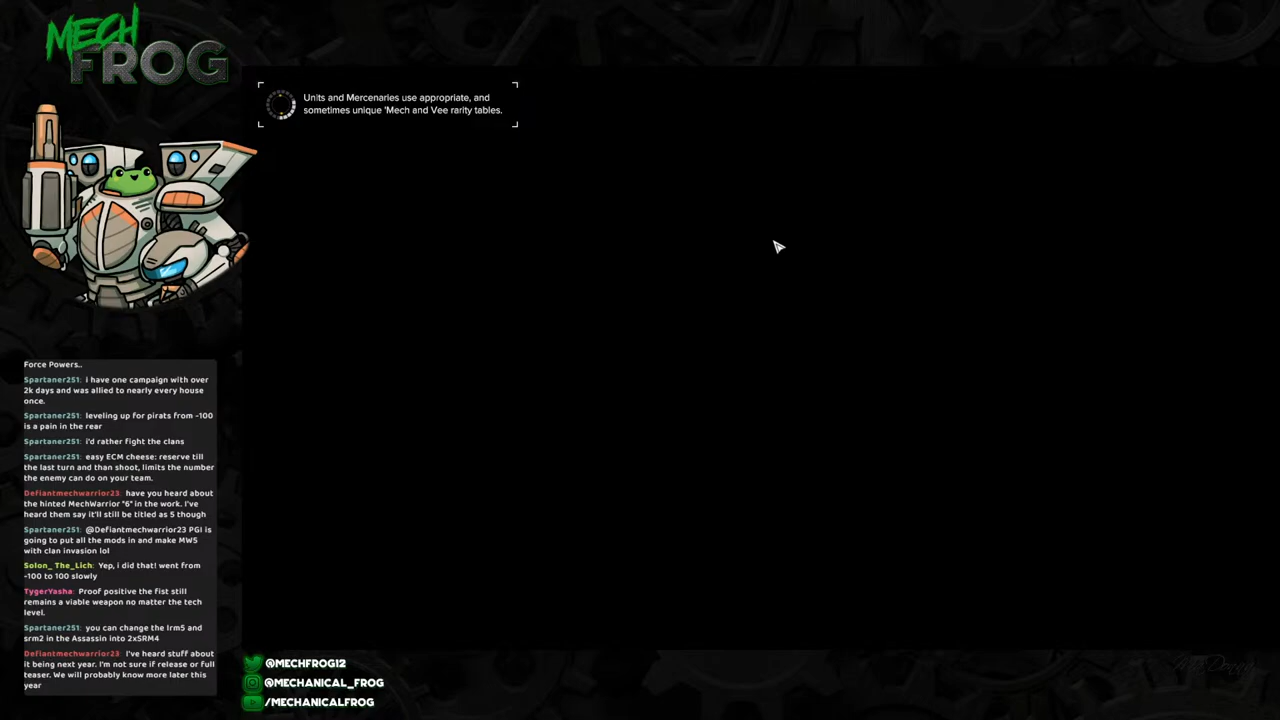 MECH
FROG
Units and Mercenaries use appropriate, and
sometimes unique 'Mech and Vee rarity tables.
Force Powers..
Spartaner251: i have one campaign with over
2k days and was allied to nearly every house
once.
Spartaner251: leveling up for pirats from -100
is a pain in the rear
Spartaner251: i'd rather fight the clans
Spartaner251: easy ECM cheese: reserve till
the last turn and than shoot, limits the number
the enemy can do on your team.
Defiantmechwarrior23: have you heard about
the hinted MechWarrior "6" in the work. I've
heard them say it'll still be titled as 5 though
Spartaner251: @Defiantmechwarrior23 PGI is
going to put all the mods in and make MW5
with clan invasion lol
Solon_The_Lich: Yep, i did that! went from
-100 to 100 slowly
TygerYasha: Proof positive the fist still
remains a viable weapon no matter the tech
level.
Spartaner251: you can change the lrm5 and
srm2 in the Assassin into 2xSRM4
Defiantmechwarrior23: I've heard stuff about
it being next year. I'm not sure if release or full
teaser. We will probably know more later this
year
@MECHFROG12
@MECHANICAL_FROG
/MECHANICALFROG